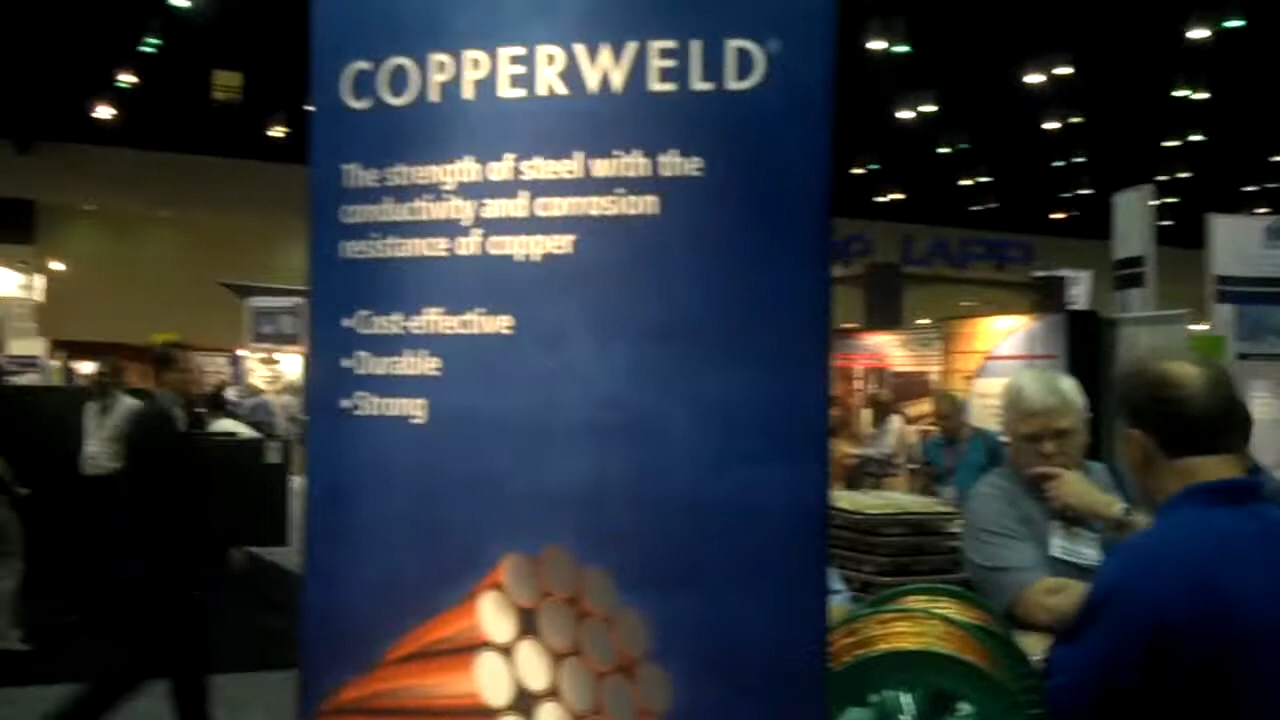 COPPERWELD®
The strength of steel with the
conductivity and corrosion
resistance of copper
•Cost-effective
•Durable
•Strong
LAPP